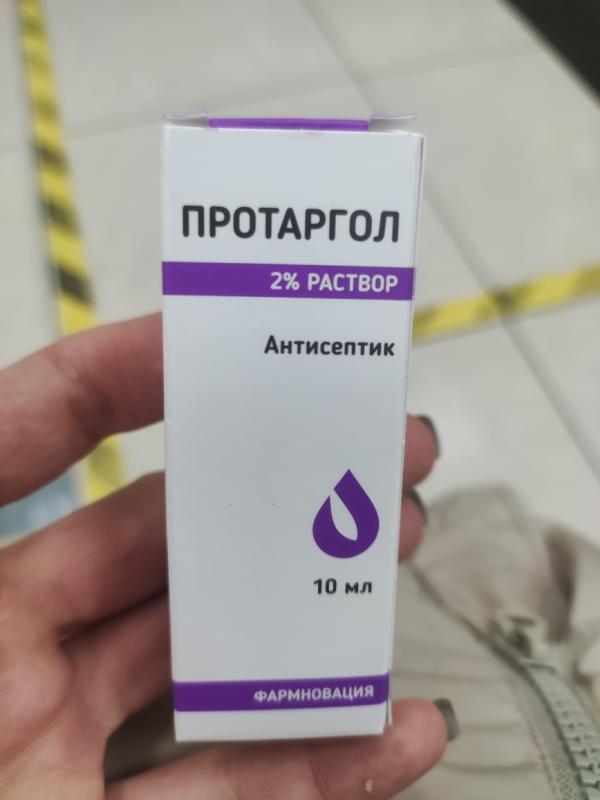 ПРОТАРГОЛ
2% РАСТВОР
Антисептик
10 мл
ФАРМНОВАЦИЯ